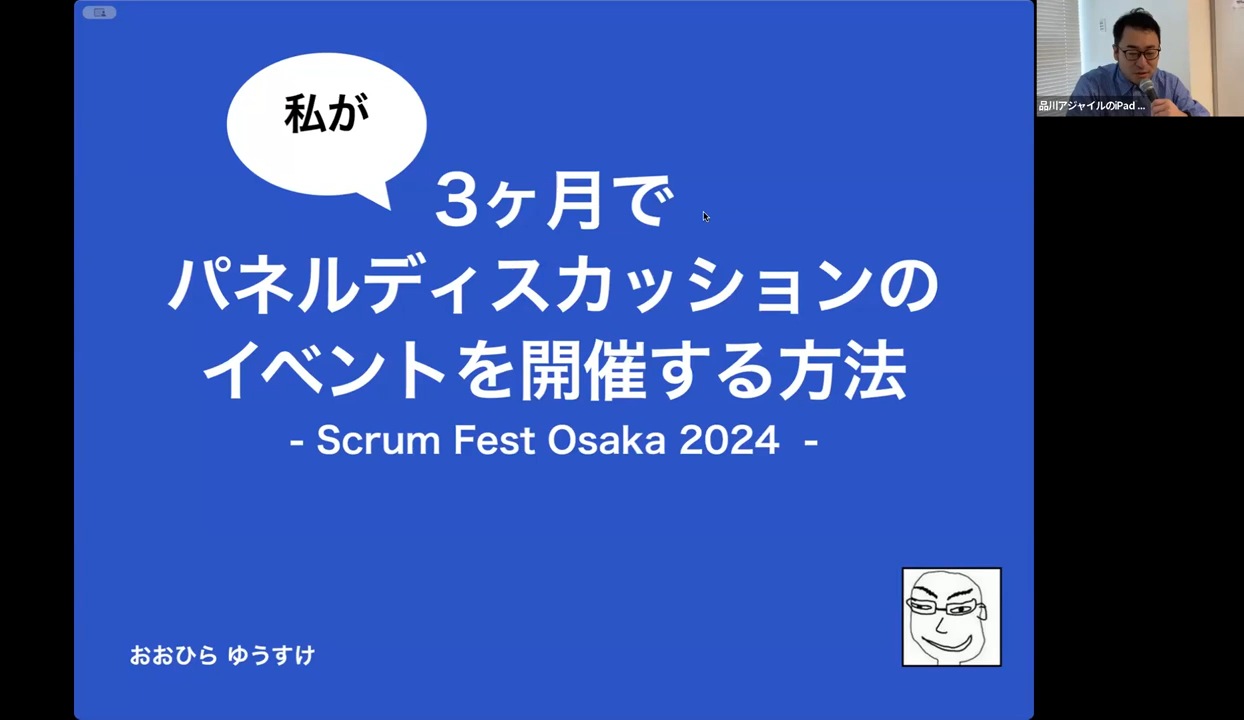 私が
3ヶ月で
パネルディスカッションの
イベントを開催する方法
- Scrum Fest Osaka 2024 -
おおひら ゆうすけ
品川アジャイルのiPad ...